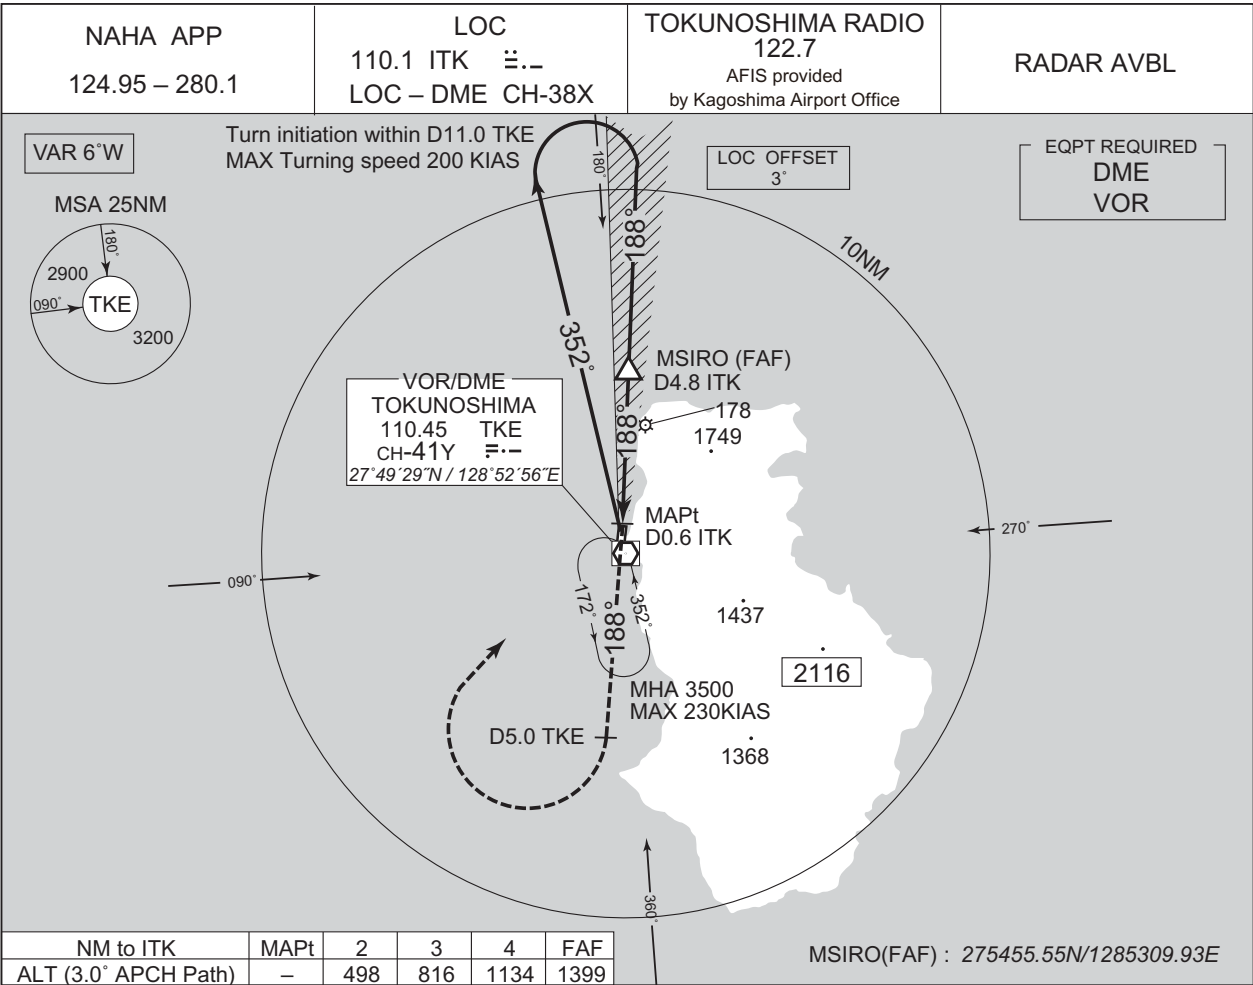 NAHA APP
124.95 – 280.1
LOC
110.1 ITK
LOC – DME CH-38X
TOKUNOSHIMA RADIO
122.7
AFIS provided
by Kagoshima Airport Office
RADAR AVBL
VAR 6°W
Turn initiation within D11.0 TKE
MAX Turning speed 200 KIAS
180°
LOC OFFSET
3°
EQPT REQUIRED
DME
VOR
MSA 25NM
180°
2900
090°
TKE
3200
188°
10NM
352°
MSIRO (FAF)
D4.8 ITK
VOR/DME
TOKUNOSHIMA
110.45 TKE
CH-41Y
27°49´29˝N / 128°52´56˝E
188°
178
1749
MAPt
D0.6 ITK
270°
090°
172°
352°
188°
1437
2116
MHA 3500
MAX 230KIAS
D5.0 TKE
1368
360°
NM to ITK MAPt 2 3 4 FAF
ALT (3.0° APCH Path) – 498 816 1134 1399
MSIRO(FAF) : 275455.55N/1285309.93E